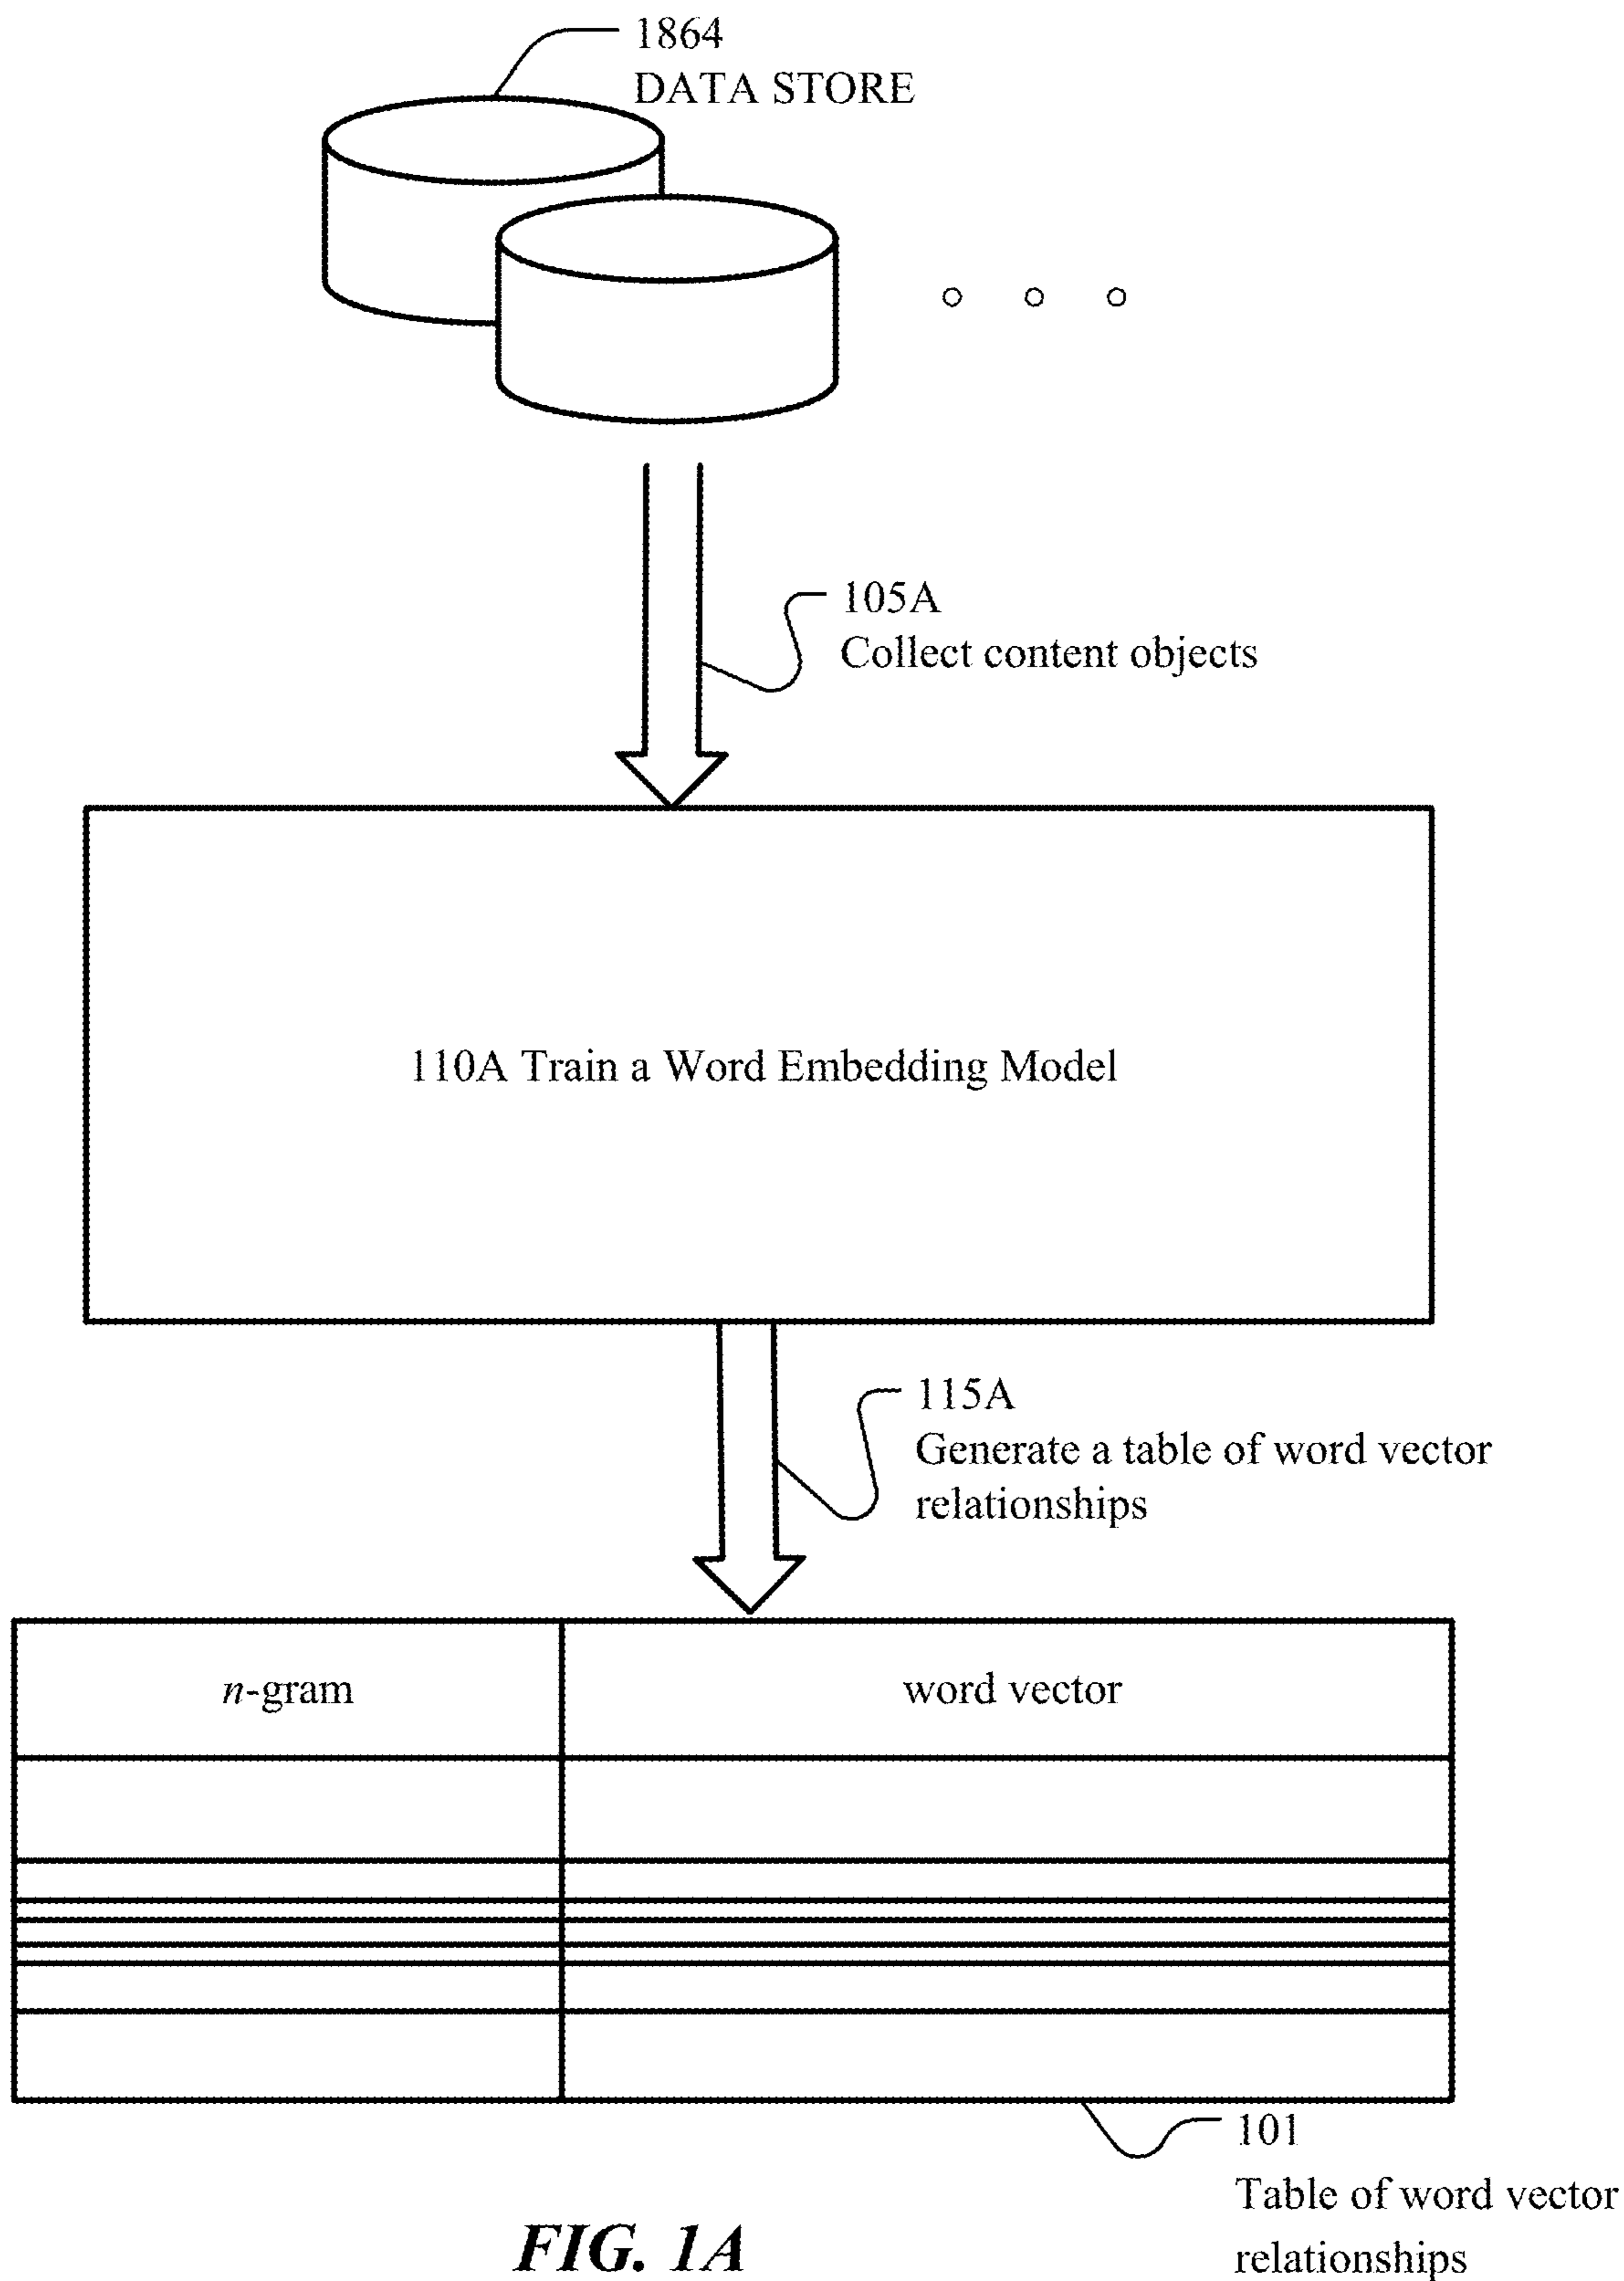 1864
DATA STORE
105A
Collect content objects
110A Train a Word Embedding Model
115A
Generate a table of word vector
relationships
n-gram
word vector
101
Table of word vector
relationships
FIG. 1A